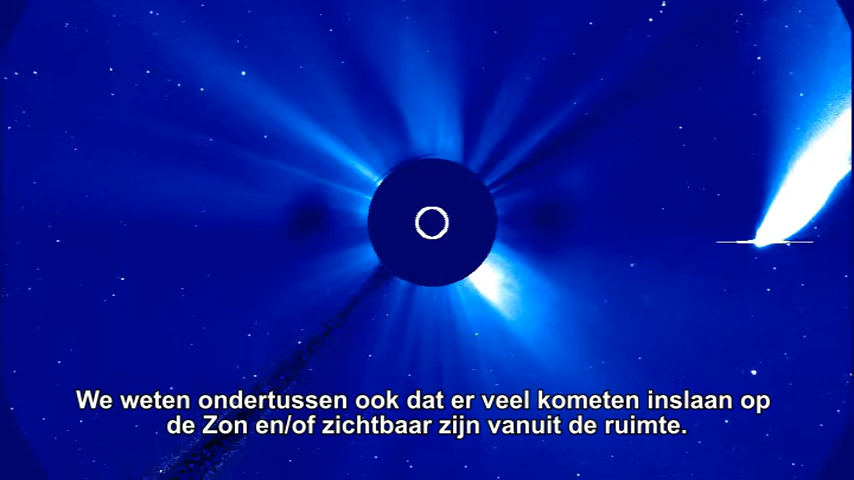 We weten ondertussen ook dat er veel kometen inslaan op
de Zon en/of zichtbaar zijn vanuit de ruimte.